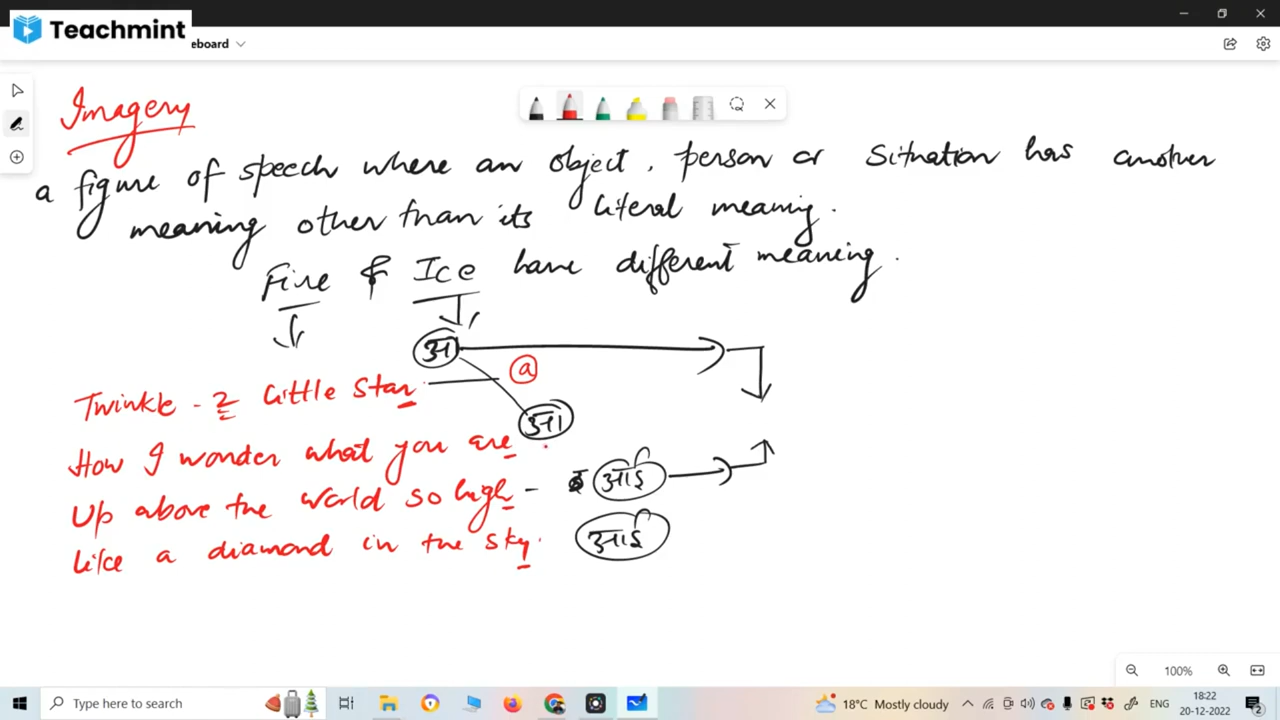 Teachmint
eboard
Imagery
a figure of speech where an object, person or situation has another
meaning other than its literal meaning.
Fire & Ice have different meaning.
आ
a
Twinkle - 2 little star
आ
How I wonder what you are
Up above the world so high - आई
like a diamond in the sky. आई
100%
Type here to search
18°C Mostly cloudy
ENG
18:22
20-12-2022
2